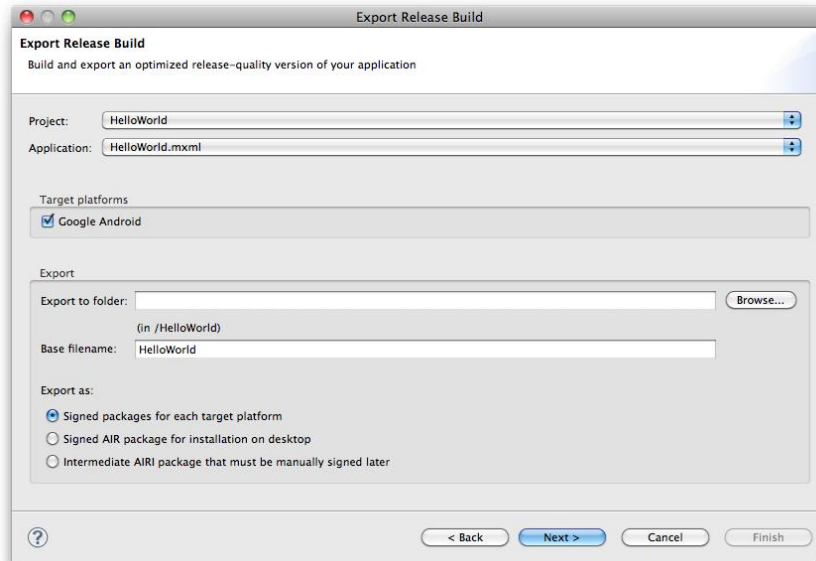 Export Release Build
Export Release Build
Build and export an optimized release-quality version of your application
Project: HelloWorld
Application: HelloWorld.mxml
Target platforms
Google Android
Export
Export to folder: Browse...
(in /HelloWorld)
Base filename: HelloWorld
Export as:
Signed packages for each target platform
Signed AIR package for installation on desktop
Intermediate AIRI package that must be manually signed later
? < Back Next > Cancel Finish